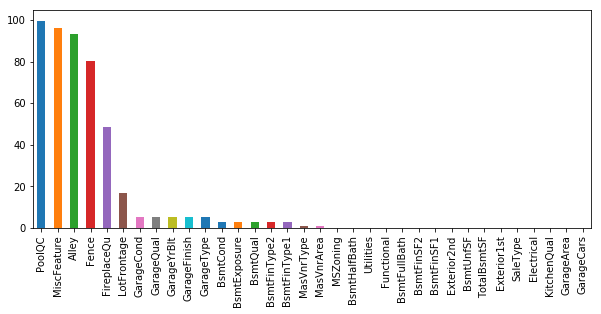 100
80
60
40
20
0
PoolQC
MiscFeature
Alley
Fence
FireplaceQu
LotFrontage
GarageCond
GarageQual
GarageYrBlt
GarageFinish
GarageType
BsmtCond
BsmtExposure
BsmtQual
BsmtFinType2
BsmtFinType1
MasVnrType
MasVnrArea
MSZoning
BsmtHalfBath
Utilities
Functional
BsmtFullBath
BsmtFinSF2
BsmtFinSF1
Exterior2nd
BsmtUnfSF
TotalBsmtSF
Exterior1st
SaleType
Electrical
KitchenQual
GarageArea
GarageCars